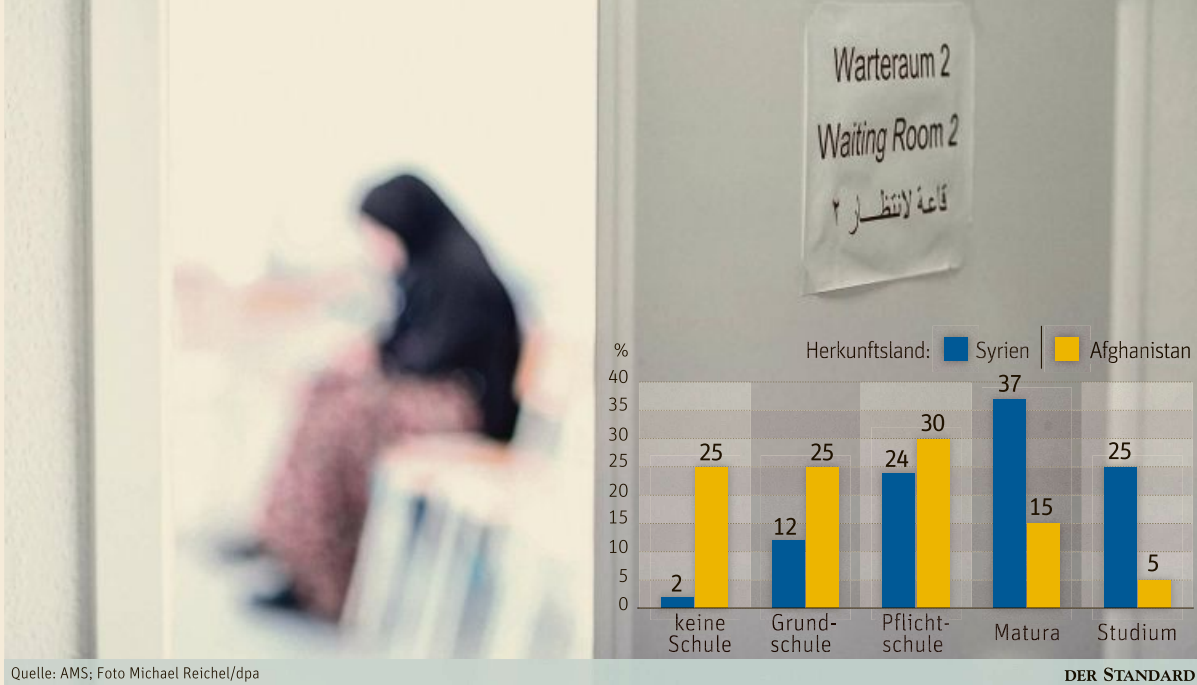 Warteraum 2
Waiting Room 2
قاعة لانتظــار ٢
Herkunftsland: Syrien Afghanistan
%
40
35
30
25
20
15
10
5
0
2
25
12
25
24
30
37
15
25
5
keine
Schule
Grund-
schule
Pflicht-
schule
Matura
Studium
Quelle: AMS; Foto Michael Reichel/dpa
DER STANDARD